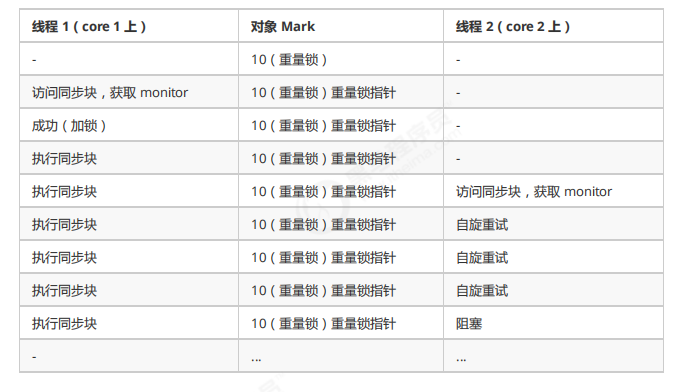 线程 1（core 1 上） 对象 Mark 线程 2（core 2 上）
- 10（重量锁） -
访问同步块，获取 monitor 10（重量锁）重量锁指针 -
成功（加锁） 10（重量锁）重量锁指针 -
执行同步块 10（重量锁）重量锁指针 -
执行同步块 10（重量锁）重量锁指针 访问同步块，获取 monitor
执行同步块 10（重量锁）重量锁指针 自旋重试
执行同步块 10（重量锁）重量锁指针 自旋重试
执行同步块 10（重量锁）重量锁指针 自旋重试
执行同步块 10（重量锁）重量锁指针 阻塞
- ... ...